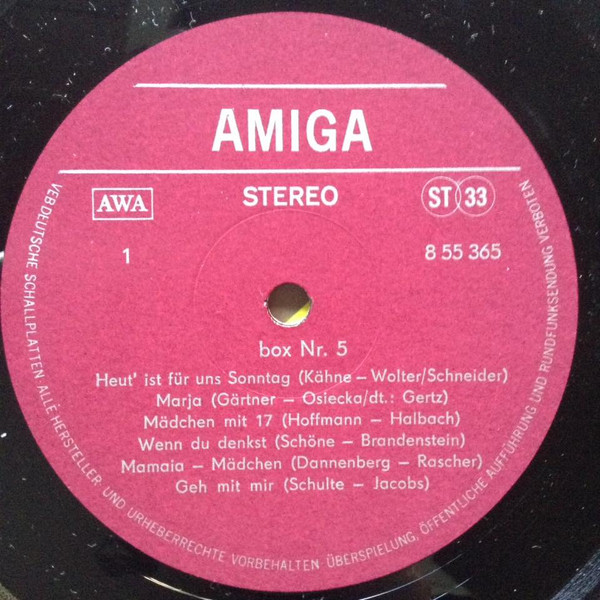 AMIGA
AWA
STEREO
ST 33
1
8 55 365
box Nr. 5
Heut' ist für uns Sonntag (Kähne – Wolter/Schneider)
Marja (Gärtner – Osiecka/dt.: Gertz)
Mädchen mit 17 (Hoffmann – Halbach)
Wenn du denkst (Schöne – Brandenstein)
Mamaia – Mädchen (Dannenberg – Rascher)
Geh mit mir (Schulte – Jacobs)
VEB DEUTSCHE SCHALLPLATTEN ALLE HERSTELLER- UND URHEBERRECHTE VORBEHALTEN ÜBERSPIELUNG, ÖFFENTLICHE AUFFÜHRUNG UND RUNDFUNKSENDUNG VERBOTEN